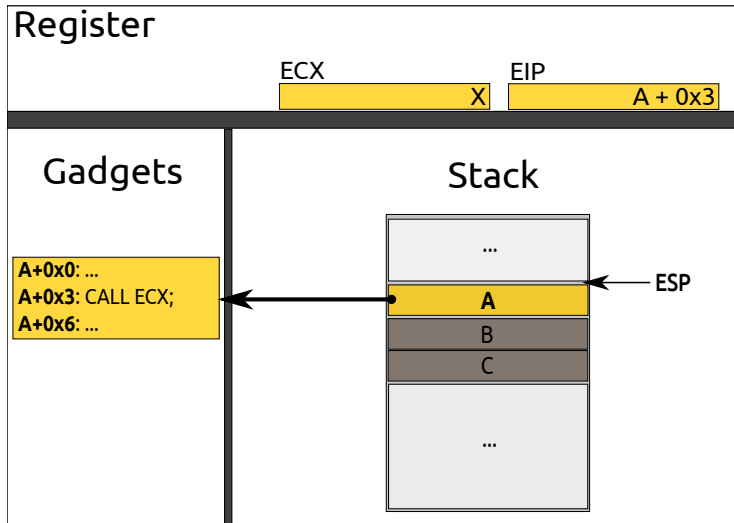 Register
ECX
EIP
X
A + 0x3
Gadgets
Stack
...
A+0x0: ...
A+0x3: CALL ECX;
A+0x6: ...
ESP
A
B
C
...